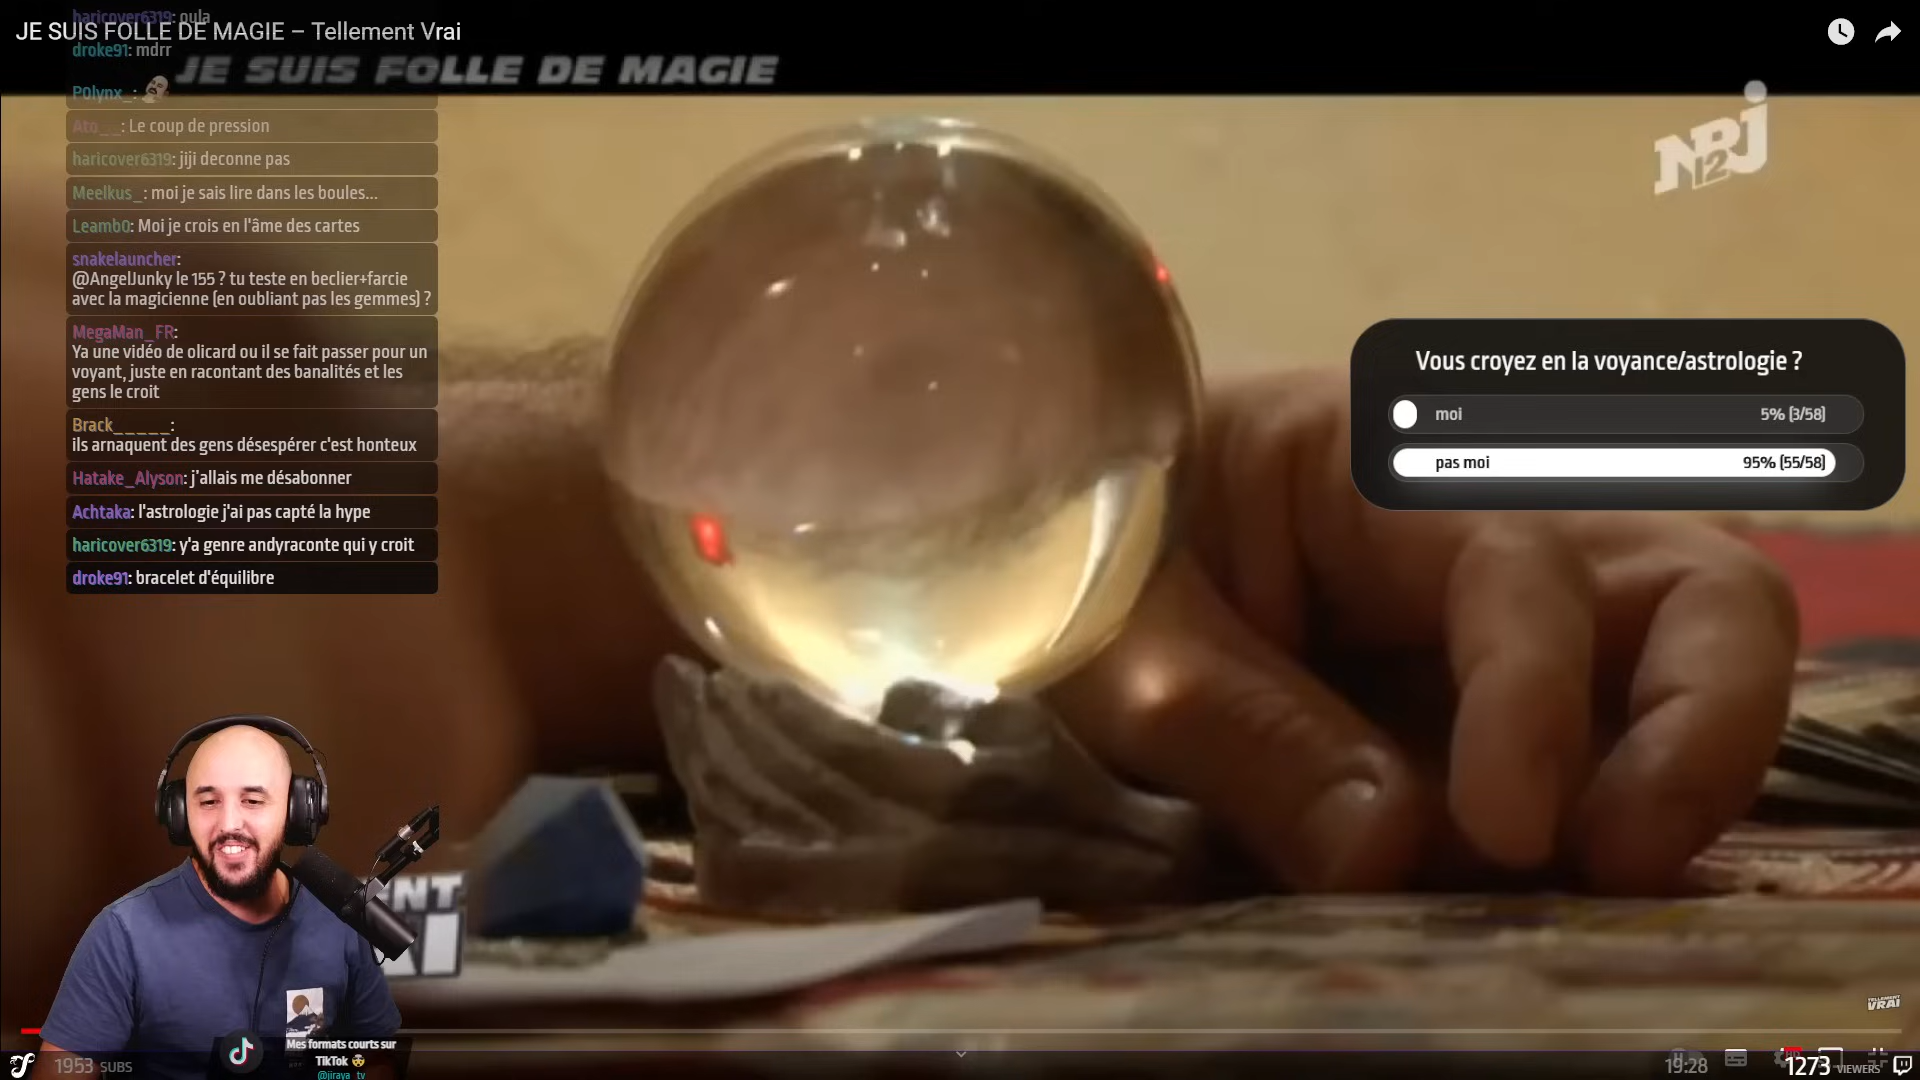 haricover6319: oula
JE SUIS FOLLE DE MAGIE – Tellement Vrai
droke91: mdrr
JE SUIS FOLLE DE MAGIE
P0lynx_:
Ato__: Le coup de pression
haricover6319: jiji deconne pas
Meelkus_: moi je sais lire dans les boules...
Leamb0: Moi je crois en l'âme des cartes
snakelauncher:
@AngelJunky le 155 ? tu teste en beclier+farcie
avec la magicienne (en oubliant pas les gemmes) ?
MegaMan_FR:
Ya une vidéo de olicard ou il se fait passer pour un
voyant, juste en racontant des banalités et les
gens le croit
Brack_____:
ils arnaquent des gens désespérer c'est honteux
Hatake_Alyson: j'allais me désabonner
Achtaka: l'astrologie j'ai pas capté la hype
haricover6319: y'a genre andyraconte qui y croit
droke91: bracelet d'équilibre
NRJ
12
Vous croyez en la voyance/astrologie ?
moi 5% (3/58)
pas moi 95% (55/58)
TELLEMENT
VRAI
Mes formats courts sur
TikTok
@jiraya_tv
1953 SUBS
19:28
1273 VIEWERS